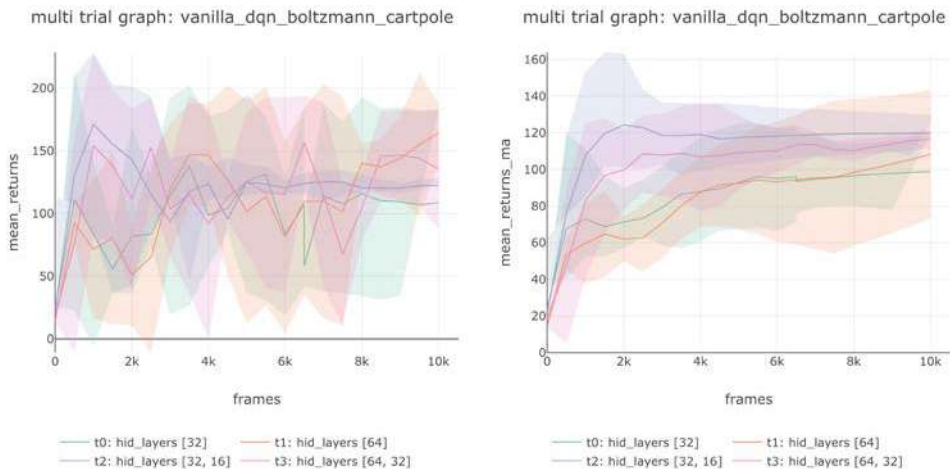 multi trial graph: vanilla_dqn_boltzmann_cartpole
mean_returns
200
150
100
50
0
0 2k 4k 6k 8k 10k
frames
t0: hid_layers [32] t1: hid_layers [64]
t2: hid_layers [32, 16] t3: hid_layers [64, 32]
multi trial graph: vanilla_dqn_boltzmann_cartpole
mean_returns_ma
160
140
120
100
80
60
40
20
0
0 2k 4k 6k 8k 10k
frames
t0: hid_layers [32] t1: hid_layers [64]
t2: hid_layers [32, 16] t3: hid_layers [64, 32]